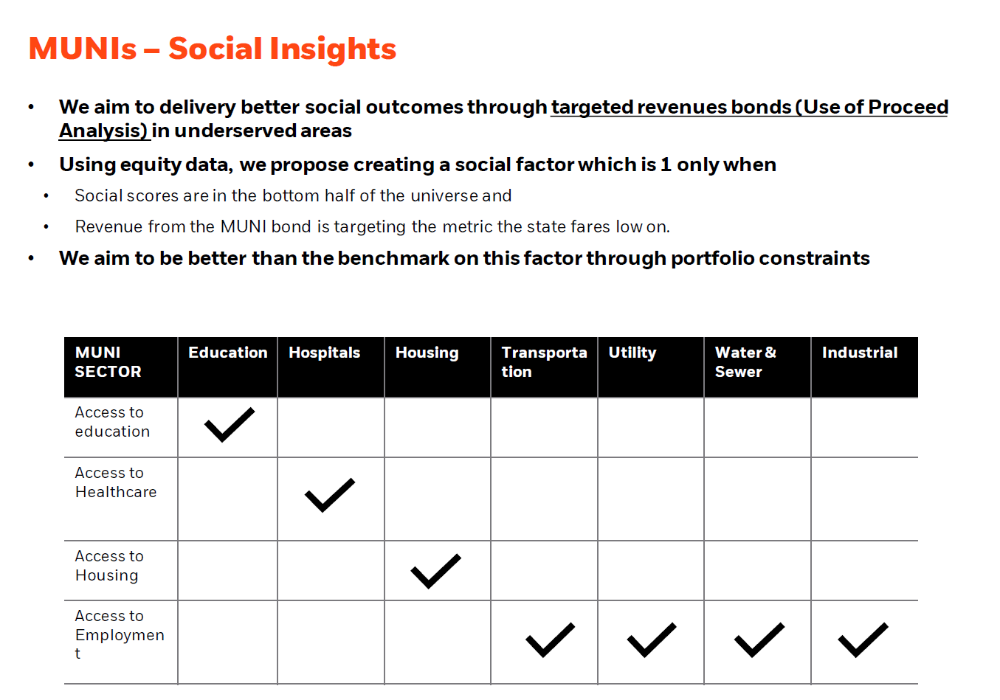 MUNIs – Social Insights
• We aim to delivery better social outcomes through targeted revenues bonds (Use of Proceed
Analysis) in underserved areas
• Using equity data, we propose creating a social factor which is 1 only when
• Social scores are in the bottom half of the universe and
• Revenue from the MUNI bond is targeting the metric the state fares low on.
• We aim to be better than the benchmark on this factor through portfolio constraints
MUNI
SECTOR
Education
Hospitals
Housing
Transporta
tion
Utility
Water &
Sewer
Industrial
Access to
education
Access to
Healthcare
Access to
Housing
Access to
Employmen
t